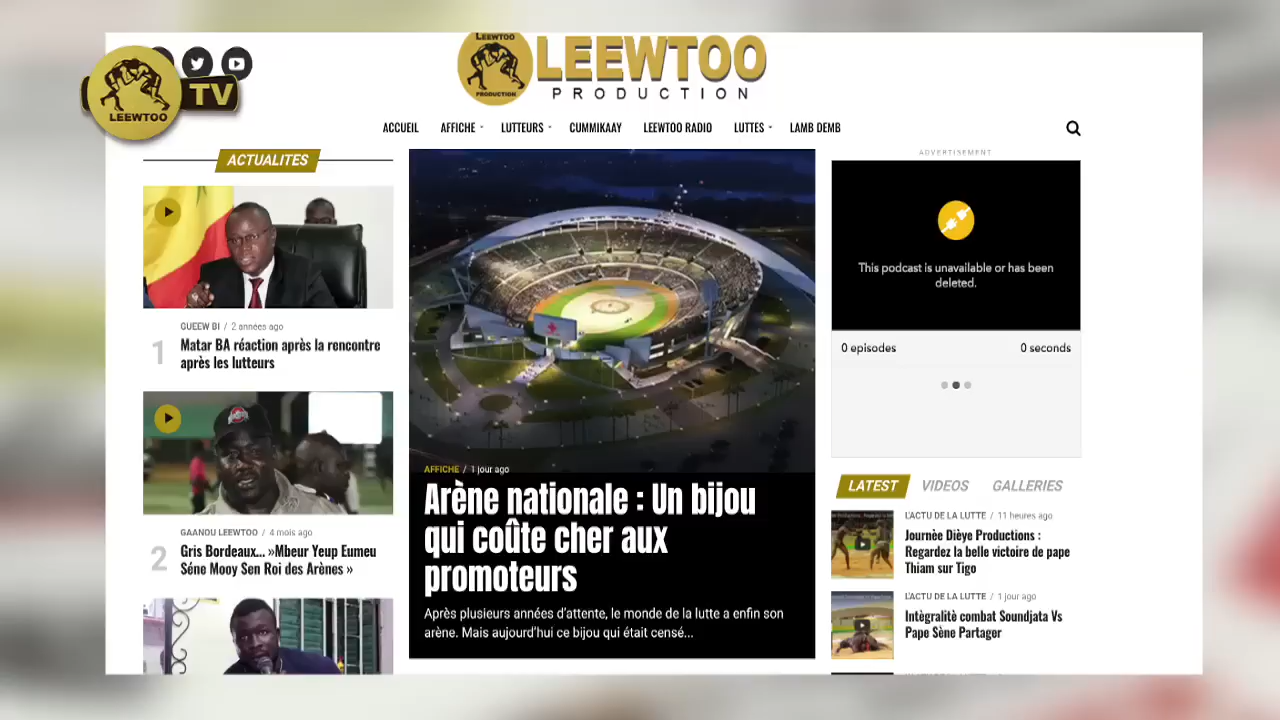 LEEWTOO
TV
LEEWTOO
PRODUCTION
LEEWTOO
PRODUCTION
ACCUEIL
AFFICHE
LUTTEURS
CUMMIKAAY
LEEWTOO RADIO
LUTTES
LAMB DEMB
ACTUALITES
GUEEW BI / 2 années ago
1
Matar BA réaction après la rencontre
après les lutteurs
GAANOU LEEWTOO / 4 mois ago
2
Gris Bordeaux... »Mbeur Yeup Eumeu
Séne Mooy Sen Roi des Arènes »
AFFICHE / 1 jour ago
Arène nationale : Un bijou
qui coûte cher aux
promoteurs
Après plusieurs années d'attente, le monde de la lutte a enfin son
arène. Mais aujourd'hui ce bijou qui était censé...
ADVERTISEMENT
This podcast is unavailable or has been
deleted.
0 episodes
0 seconds
LATEST
VIDEOS
GALLERIES
L'ACTU DE LA LUTTE / 11 heures ago
Journèe Dièye Productions :
Regardez la belle victoire de pape
Thiam sur Tigo
L'ACTU DE LA LUTTE / 1 jour ago
Intègralitè combat Soundjata Vs
Pape Sène Partager